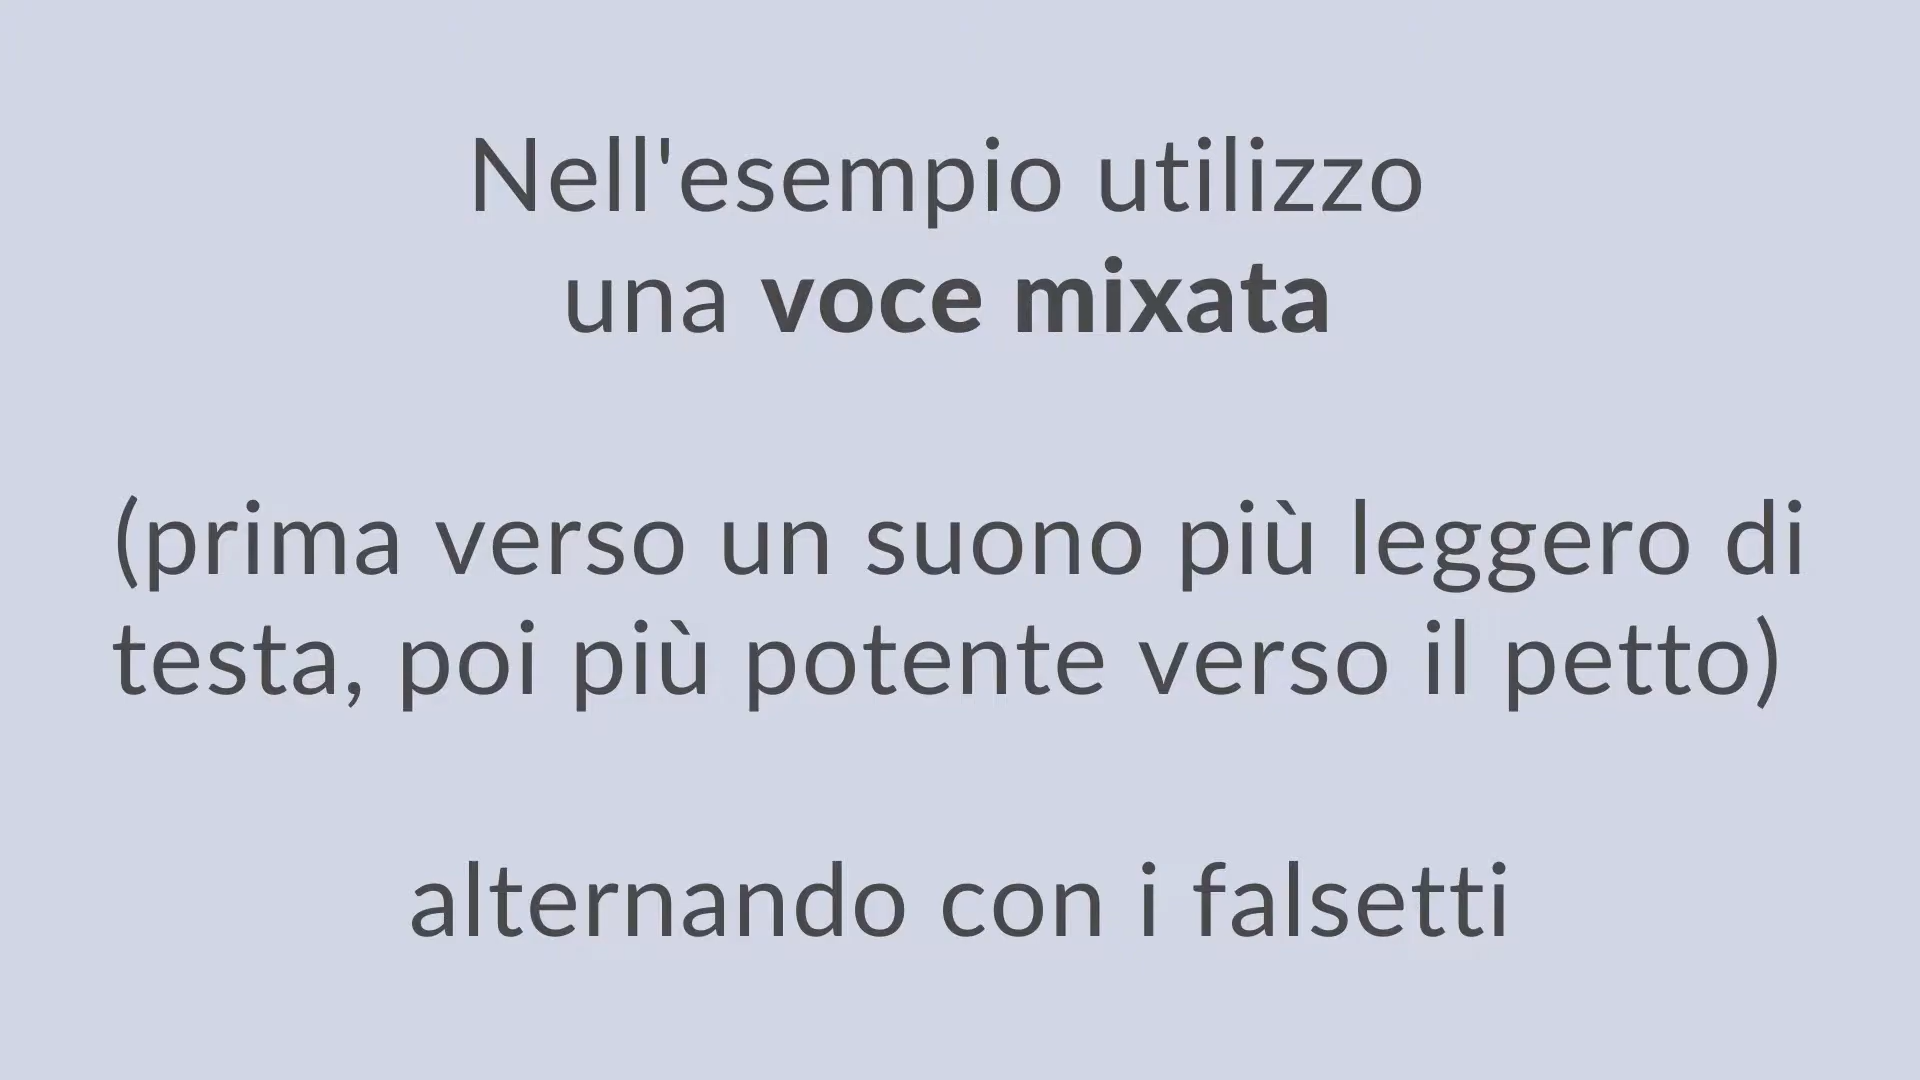 Nell'esempio utilizzo
una voce mixata
(prima verso un suono più leggero di
testa, poi più potente verso il petto)
alternando con i falsetti